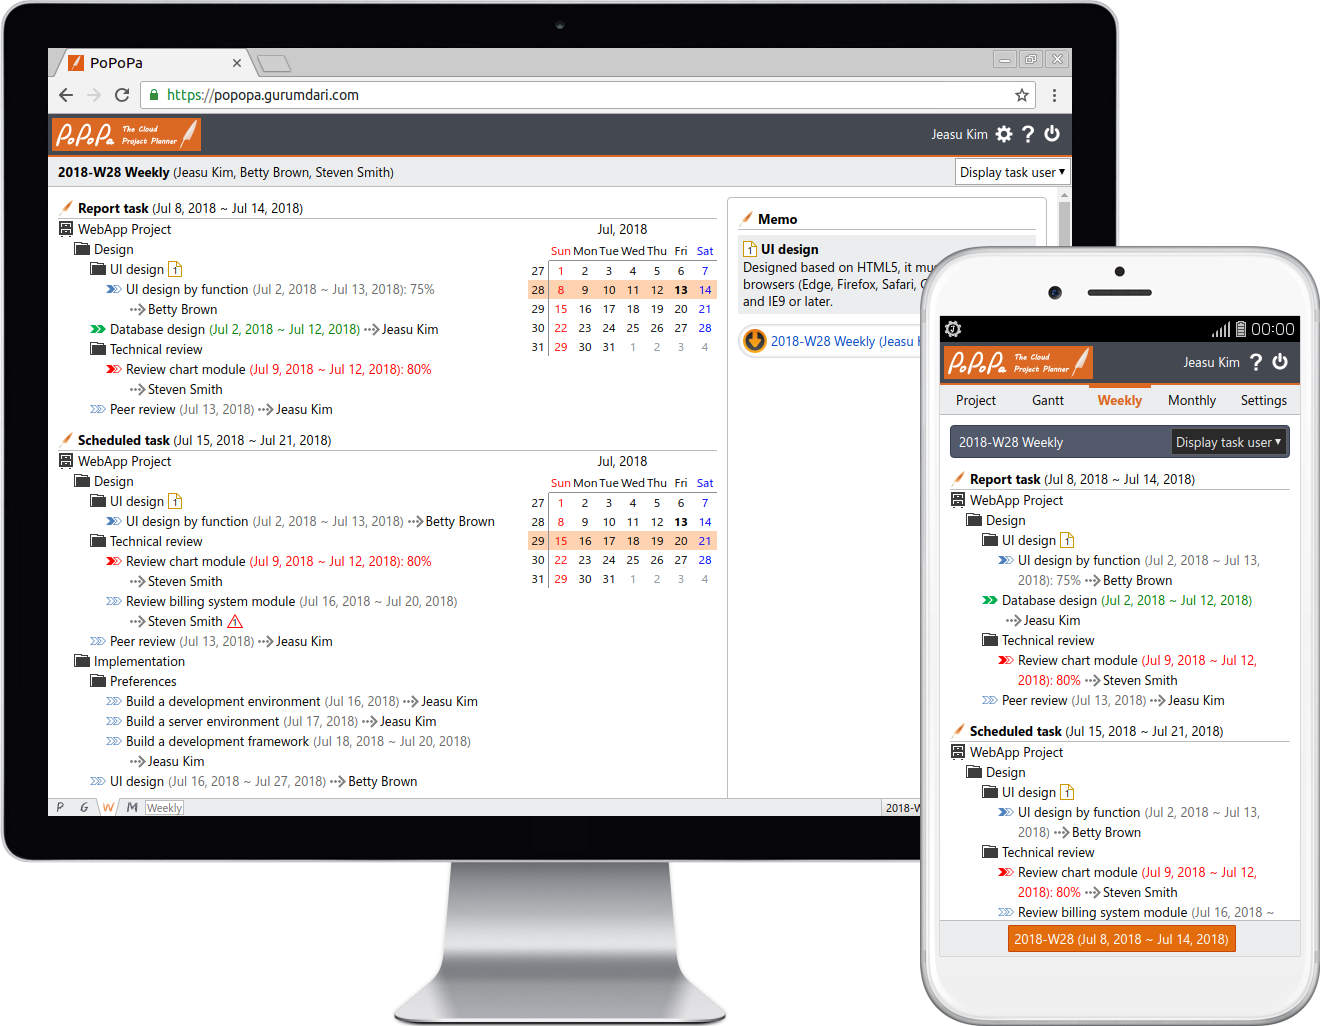 PoPoPa
https://popopa.gurumdari.com
PoPoPa The Cloud Project Planner
Jeasu Kim ?
2018-W28 Weekly (Jeasu Kim, Betty Brown, Steven Smith)
Display task user
Report task (Jul 8, 2018 ~ Jul 14, 2018)
WebApp Project
Design
UI design 1
UI design by function (Jul 2, 2018 ~ Jul 13, 2018): 75%
Betty Brown
Database design (Jul 2, 2018 ~ Jul 12, 2018) Jeasu Kim
Technical review
Review chart module (Jul 9, 2018 ~ Jul 12, 2018): 80%
Steven Smith
Peer review (Jul 13, 2018) Jeasu Kim
Jul, 2018
Sun Mon Tue Wed Thu Fri Sat
27 1 2 3 4 5 6 7
28 8 9 10 11 12 13 14
29 15 16 17 18 19 20 21
30 22 23 24 25 26 27 28
31 29 30 31 1 2 3 4
Scheduled task (Jul 15, 2018 ~ Jul 21, 2018)
WebApp Project
Design
UI design 1
UI design by function (Jul 2, 2018 ~ Jul 13, 2018) Betty Brown
Technical review
Review chart module (Jul 9, 2018 ~ Jul 12, 2018): 80%
Steven Smith
Review billing system module (Jul 16, 2018 ~ Jul 20, 2018)
Steven Smith 1
Peer review (Jul 13, 2018) Jeasu Kim
Implementation
Preferences
Build a development environment (Jul 16, 2018) Jeasu Kim
Build a server environment (Jul 17, 2018) Jeasu Kim
Build a development framework (Jul 18, 2018 ~ Jul 20, 2018)
Jeasu Kim
UI design (Jul 16, 2018 ~ Jul 27, 2018) Betty Brown
Jul, 2018
Sun Mon Tue Wed Thu Fri Sat
27 1 2 3 4 5 6 7
28 8 9 10 11 12 13 14
29 15 16 17 18 19 20 21
30 22 23 24 25 26 27 28
31 29 30 31 1 2 3 4
Memo
1 UI design
Designed based on HTML5, it mu
browsers (Edge, Firefox, Safari,
and IE9 or later.
2018-W28 Weekly (Jeasu
P G W M Weekly
2018-W
00:00
PoPoPa The Cloud Project Planner
Jeasu Kim ?
Project Gantt Weekly Monthly Settings
2018-W28 Weekly
Display task user
Report task (Jul 8, 2018 ~ Jul 14, 2018)
WebApp Project
Design
UI design 1
UI design by function (Jul 2, 2018 ~ Jul 13,
2018): 75% Betty Brown
Database design (Jul 2, 2018 ~ Jul 12, 2018)
Jeasu Kim
Technical review
Review chart module (Jul 9, 2018 ~ Jul 12,
2018): 80% Steven Smith
Peer review (Jul 13, 2018) Jeasu Kim
Scheduled task (Jul 15, 2018 ~ Jul 21, 2018)
WebApp Project
Design
UI design 1
UI design by function (Jul 2, 2018 ~ Jul 13,
2018) Betty Brown
Technical review
Review chart module (Jul 9, 2018 ~ Jul 12,
2018): 80% Steven Smith
Review billing system module (Jul 16, 2018 ~
2018-W28 (Jul 8, 2018 ~ Jul 14, 2018)